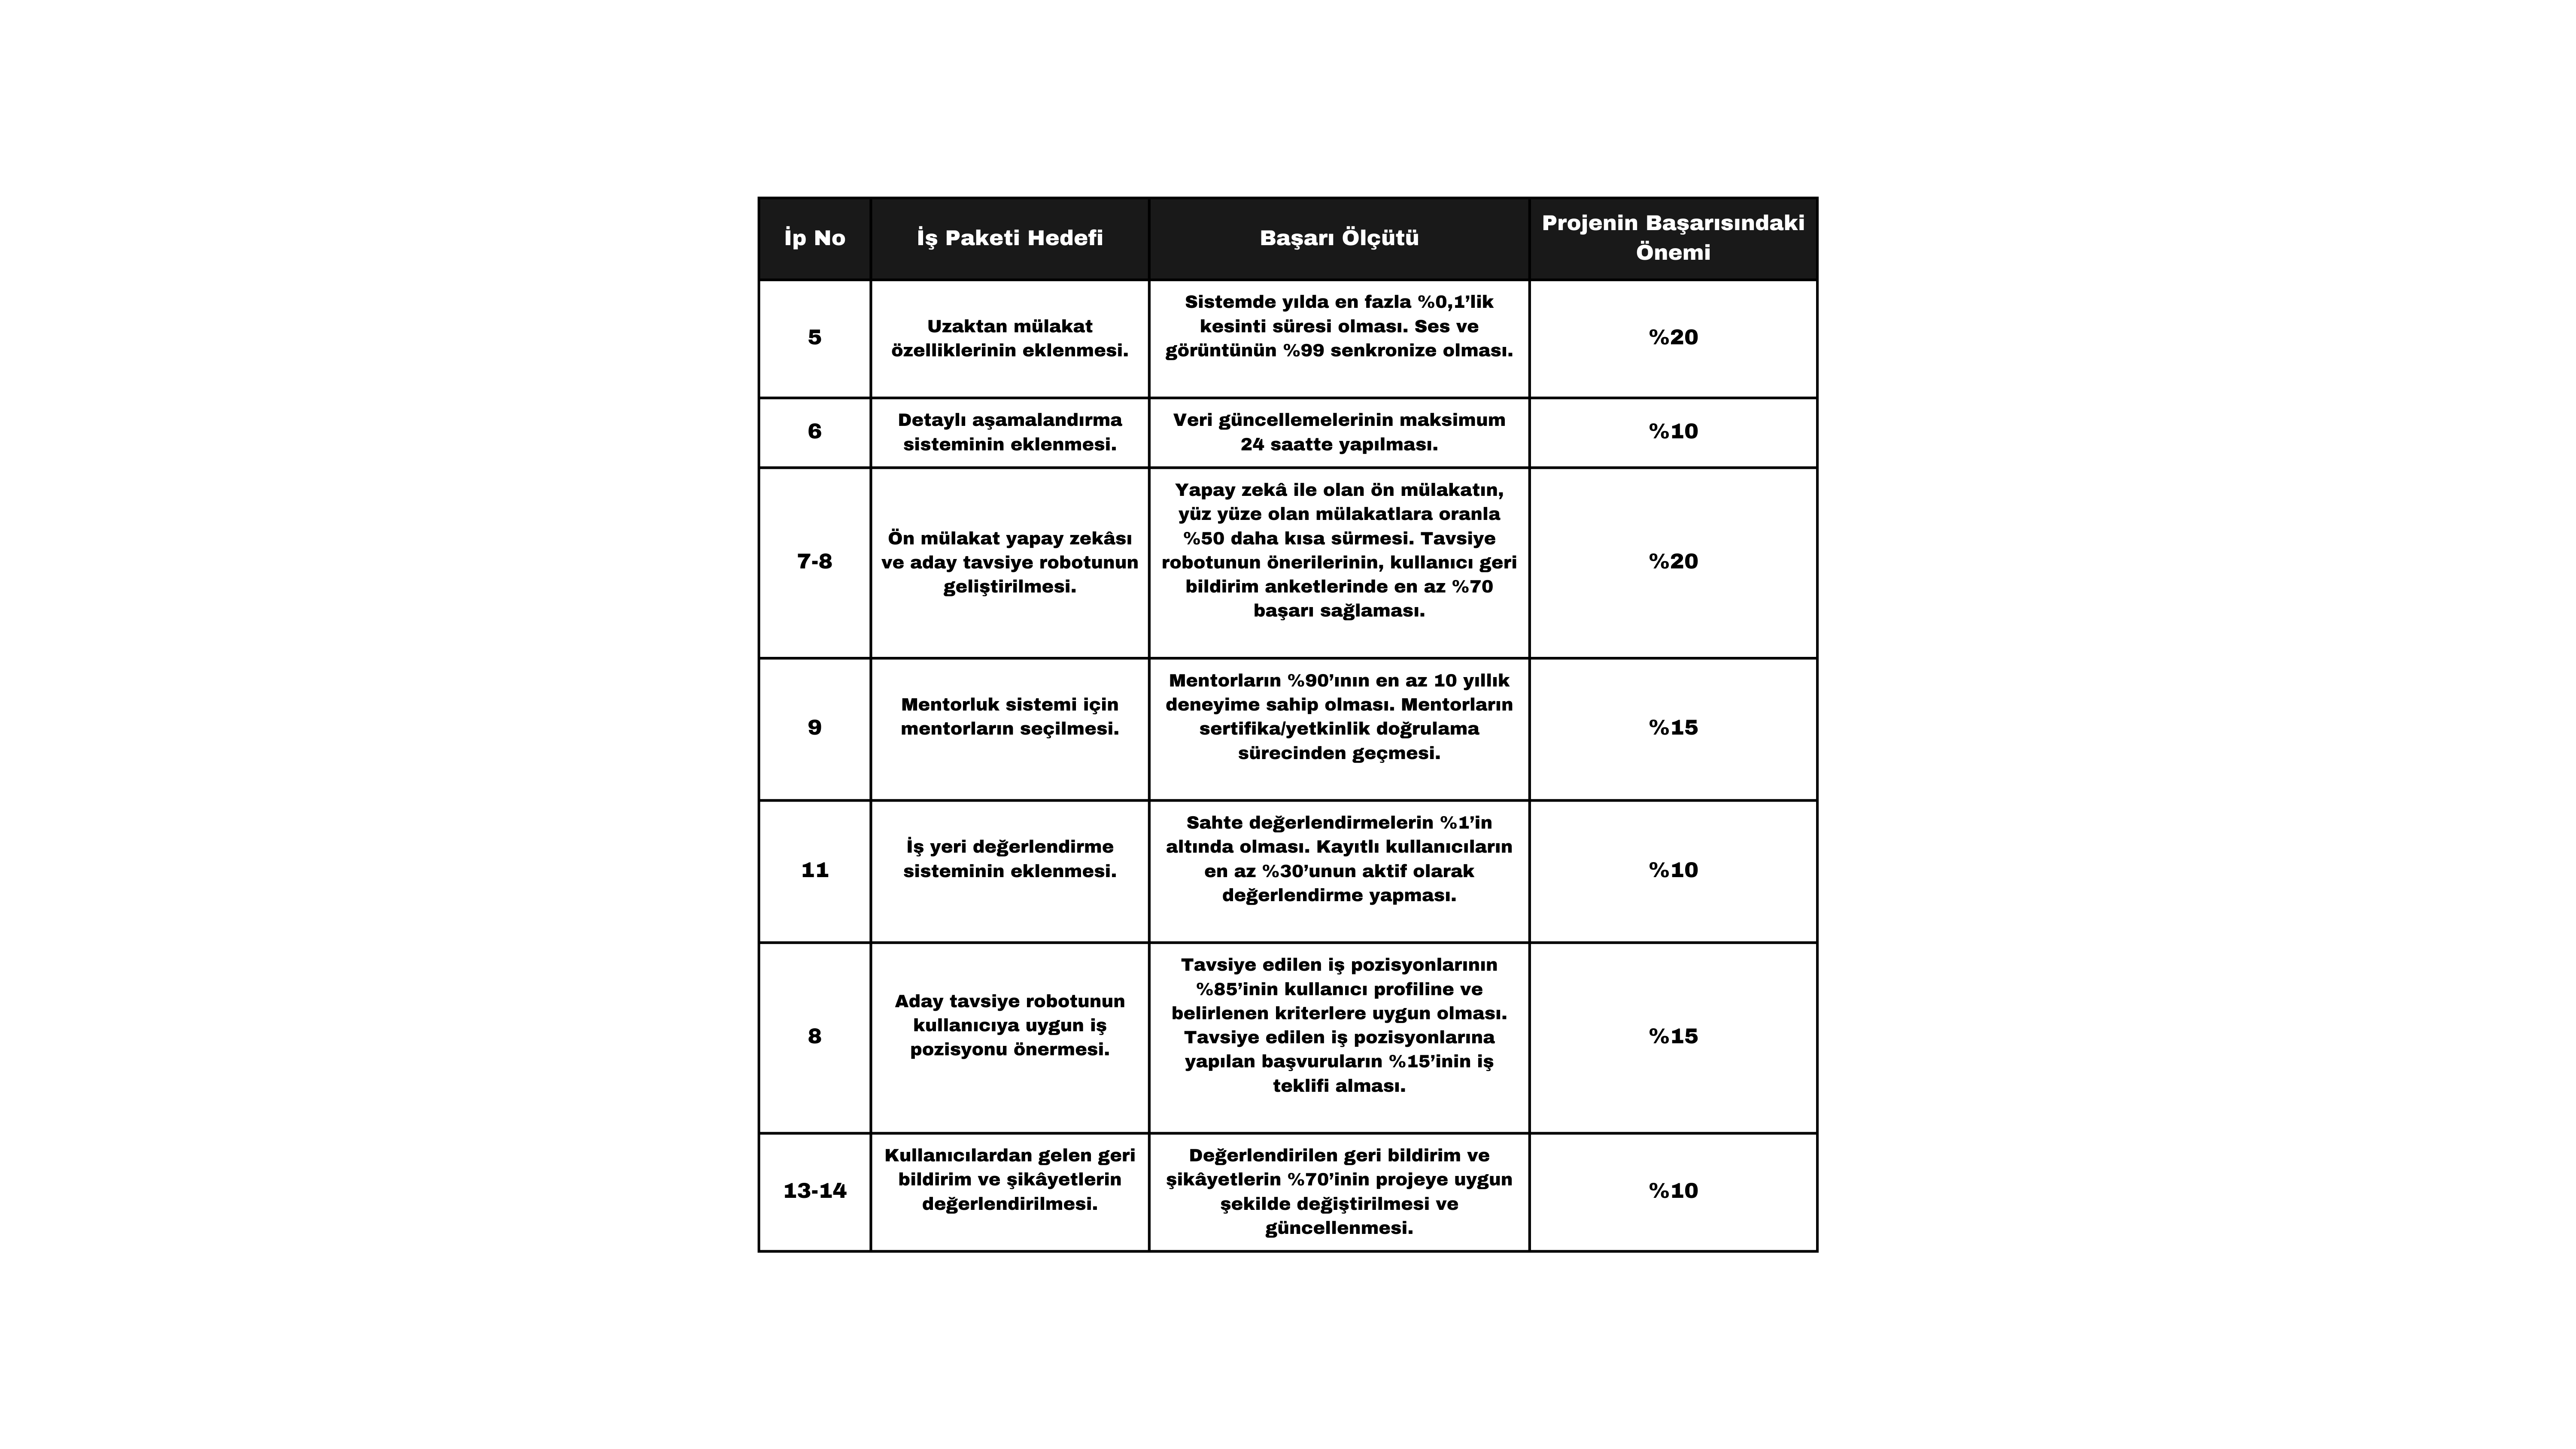 İp No
İş Paketi Hedefi
Başarı Ölçütü
Projenin Başarısındaki
Önemi
5
Uzaktan mülakat
özelliklerinin eklenmesi.
Sistemde yılda en fazla %0,1’lik
kesinti süresi olması. Ses ve
görüntünün %99 senkronize olması.
%20
6
Detaylı aşamalandırma
sisteminin eklenmesi.
Veri güncellemelerinin maksimum
24 saatte yapılması.
%10
7-8
Ön mülakat yapay zekâsı
ve aday tavsiye robotunun
geliştirilmesi.
Yapay zekâ ile olan ön mülakatın,
yüz yüze olan mülakatlara oranla
%50 daha kısa sürmesi. Tavsiye
robotunun önerilerinin, kullanıcı geri
bildirim anketlerinde en az %70
başarı sağlaması.
%20
9
Mentorluk sistemi için
mentorların seçilmesi.
Mentorların %90’ının en az 10 yıllık
deneyime sahip olması. Mentorların
sertifika/yetkinlik doğrulama
sürecinden geçmesi.
%15
11
İş yeri değerlendirme
sisteminin eklenmesi.
Sahte değerlendirmelerin %1’in
altında olması. Kayıtlı kullanıcıların
en az %30’unun aktif olarak
değerlendirme yapması.
%10
8
Aday tavsiye robotunun
kullanıcıya uygun iş
pozisyonu önermesi.
Tavsiye edilen iş pozisyonlarının
%85’inin kullanıcı profiline ve
belirlenen kriterlere uygun olması.
Tavsiye edilen iş pozisyonlarına
yapılan başvuruların %15’inin iş
teklifi alması.
%15
13-14
Kullanıcılardan gelen geri
bildirim ve şikâyetlerin
değerlendirilmesi.
Değerlendirilen geri bildirim ve
şikâyetlerin %70’inin projeye uygun
şekilde değiştirilmesi ve
güncellenmesi.
%10